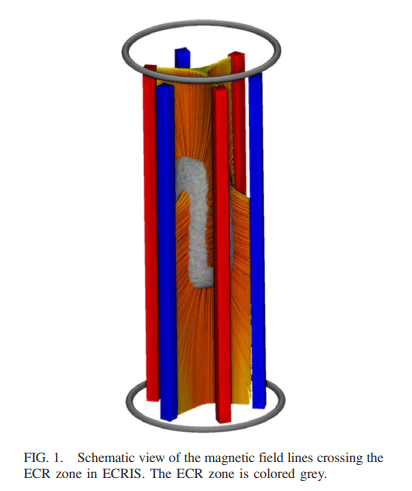 FIG. 1. Schematic view of the magnetic field lines crossing the
ECR zone in ECRIS. The ECR zone is colored grey.